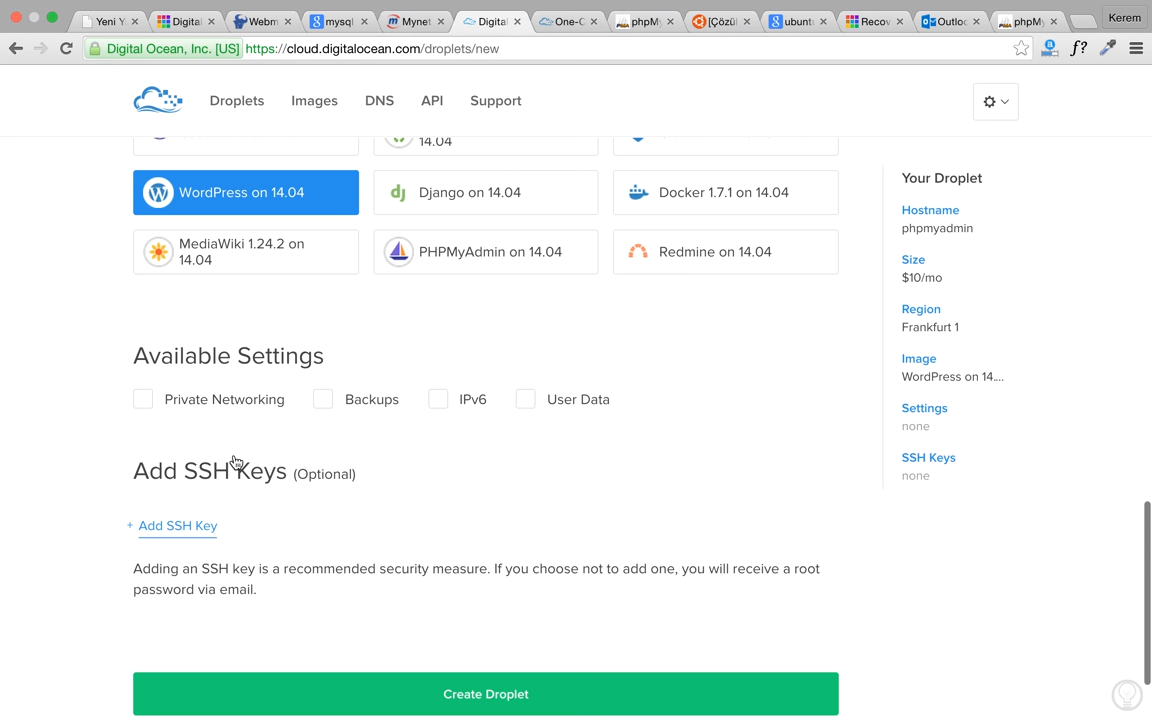 Yeni Y
Digital
Webm
mysql
Mynet
Digital
One-C
phpMy
[Çözül
ubunt
Recov
Outloo
phpMy
Kerem
Digital Ocean, Inc. [US] https://cloud.digitalocean.com/droplets/new
f?
Droplets Images DNS API Support
14.04
WordPress on 14.04
Django on 14.04
Docker 1.7.1 on 14.04
MediaWiki 1.24.2 on
14.04
PHPMyAdmin on 14.04
Redmine on 14.04
Available Settings
Private Networking Backups IPv6 User Data
Add SSH Keys (Optional)
+ Add SSH Key
Adding an SSH key is a recommended security measure. If you choose not to add one, you will receive a root
password via email.
Create Droplet
Your Droplet
Hostname
phpmyadmin
Size
$10/mo
Region
Frankfurt 1
Image
WordPress on 14....
Settings
none
SSH Keys
none